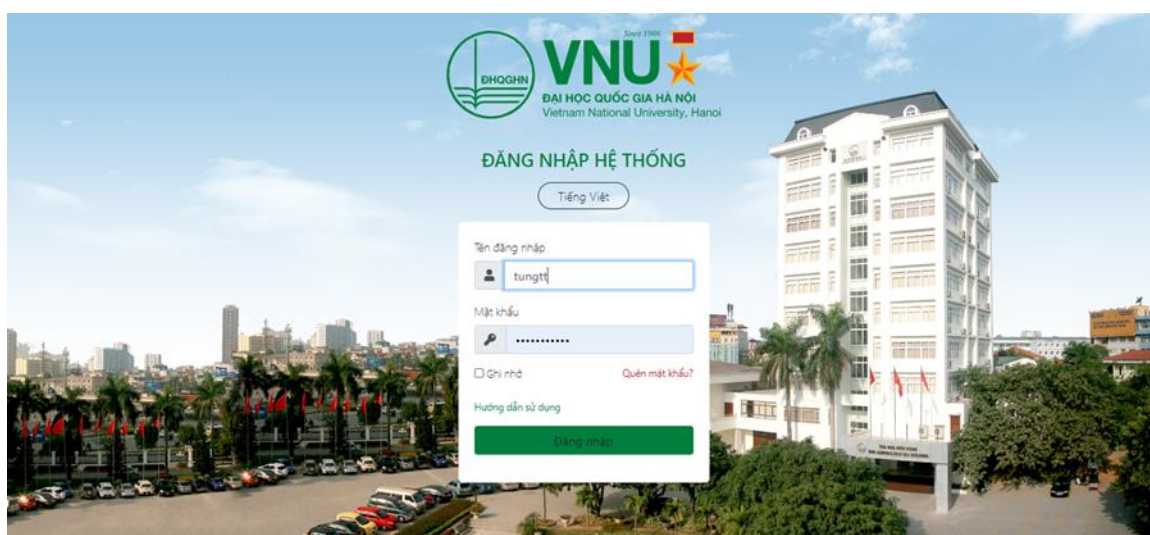 Since 1906
ĐHQGHN
VNU
ĐẠI HỌC QUỐC GIA HÀ NỘI
Vietnam National University, Hanoi
ĐĂNG NHẬP HỆ THỐNG
Tiếng Việt
Tên đăng nhập
tungtt
Mật khẩu
•••••••••••
Ghi nhớ Quên mật khẩu?
Hướng dẫn sử dụng
Đăng nhập